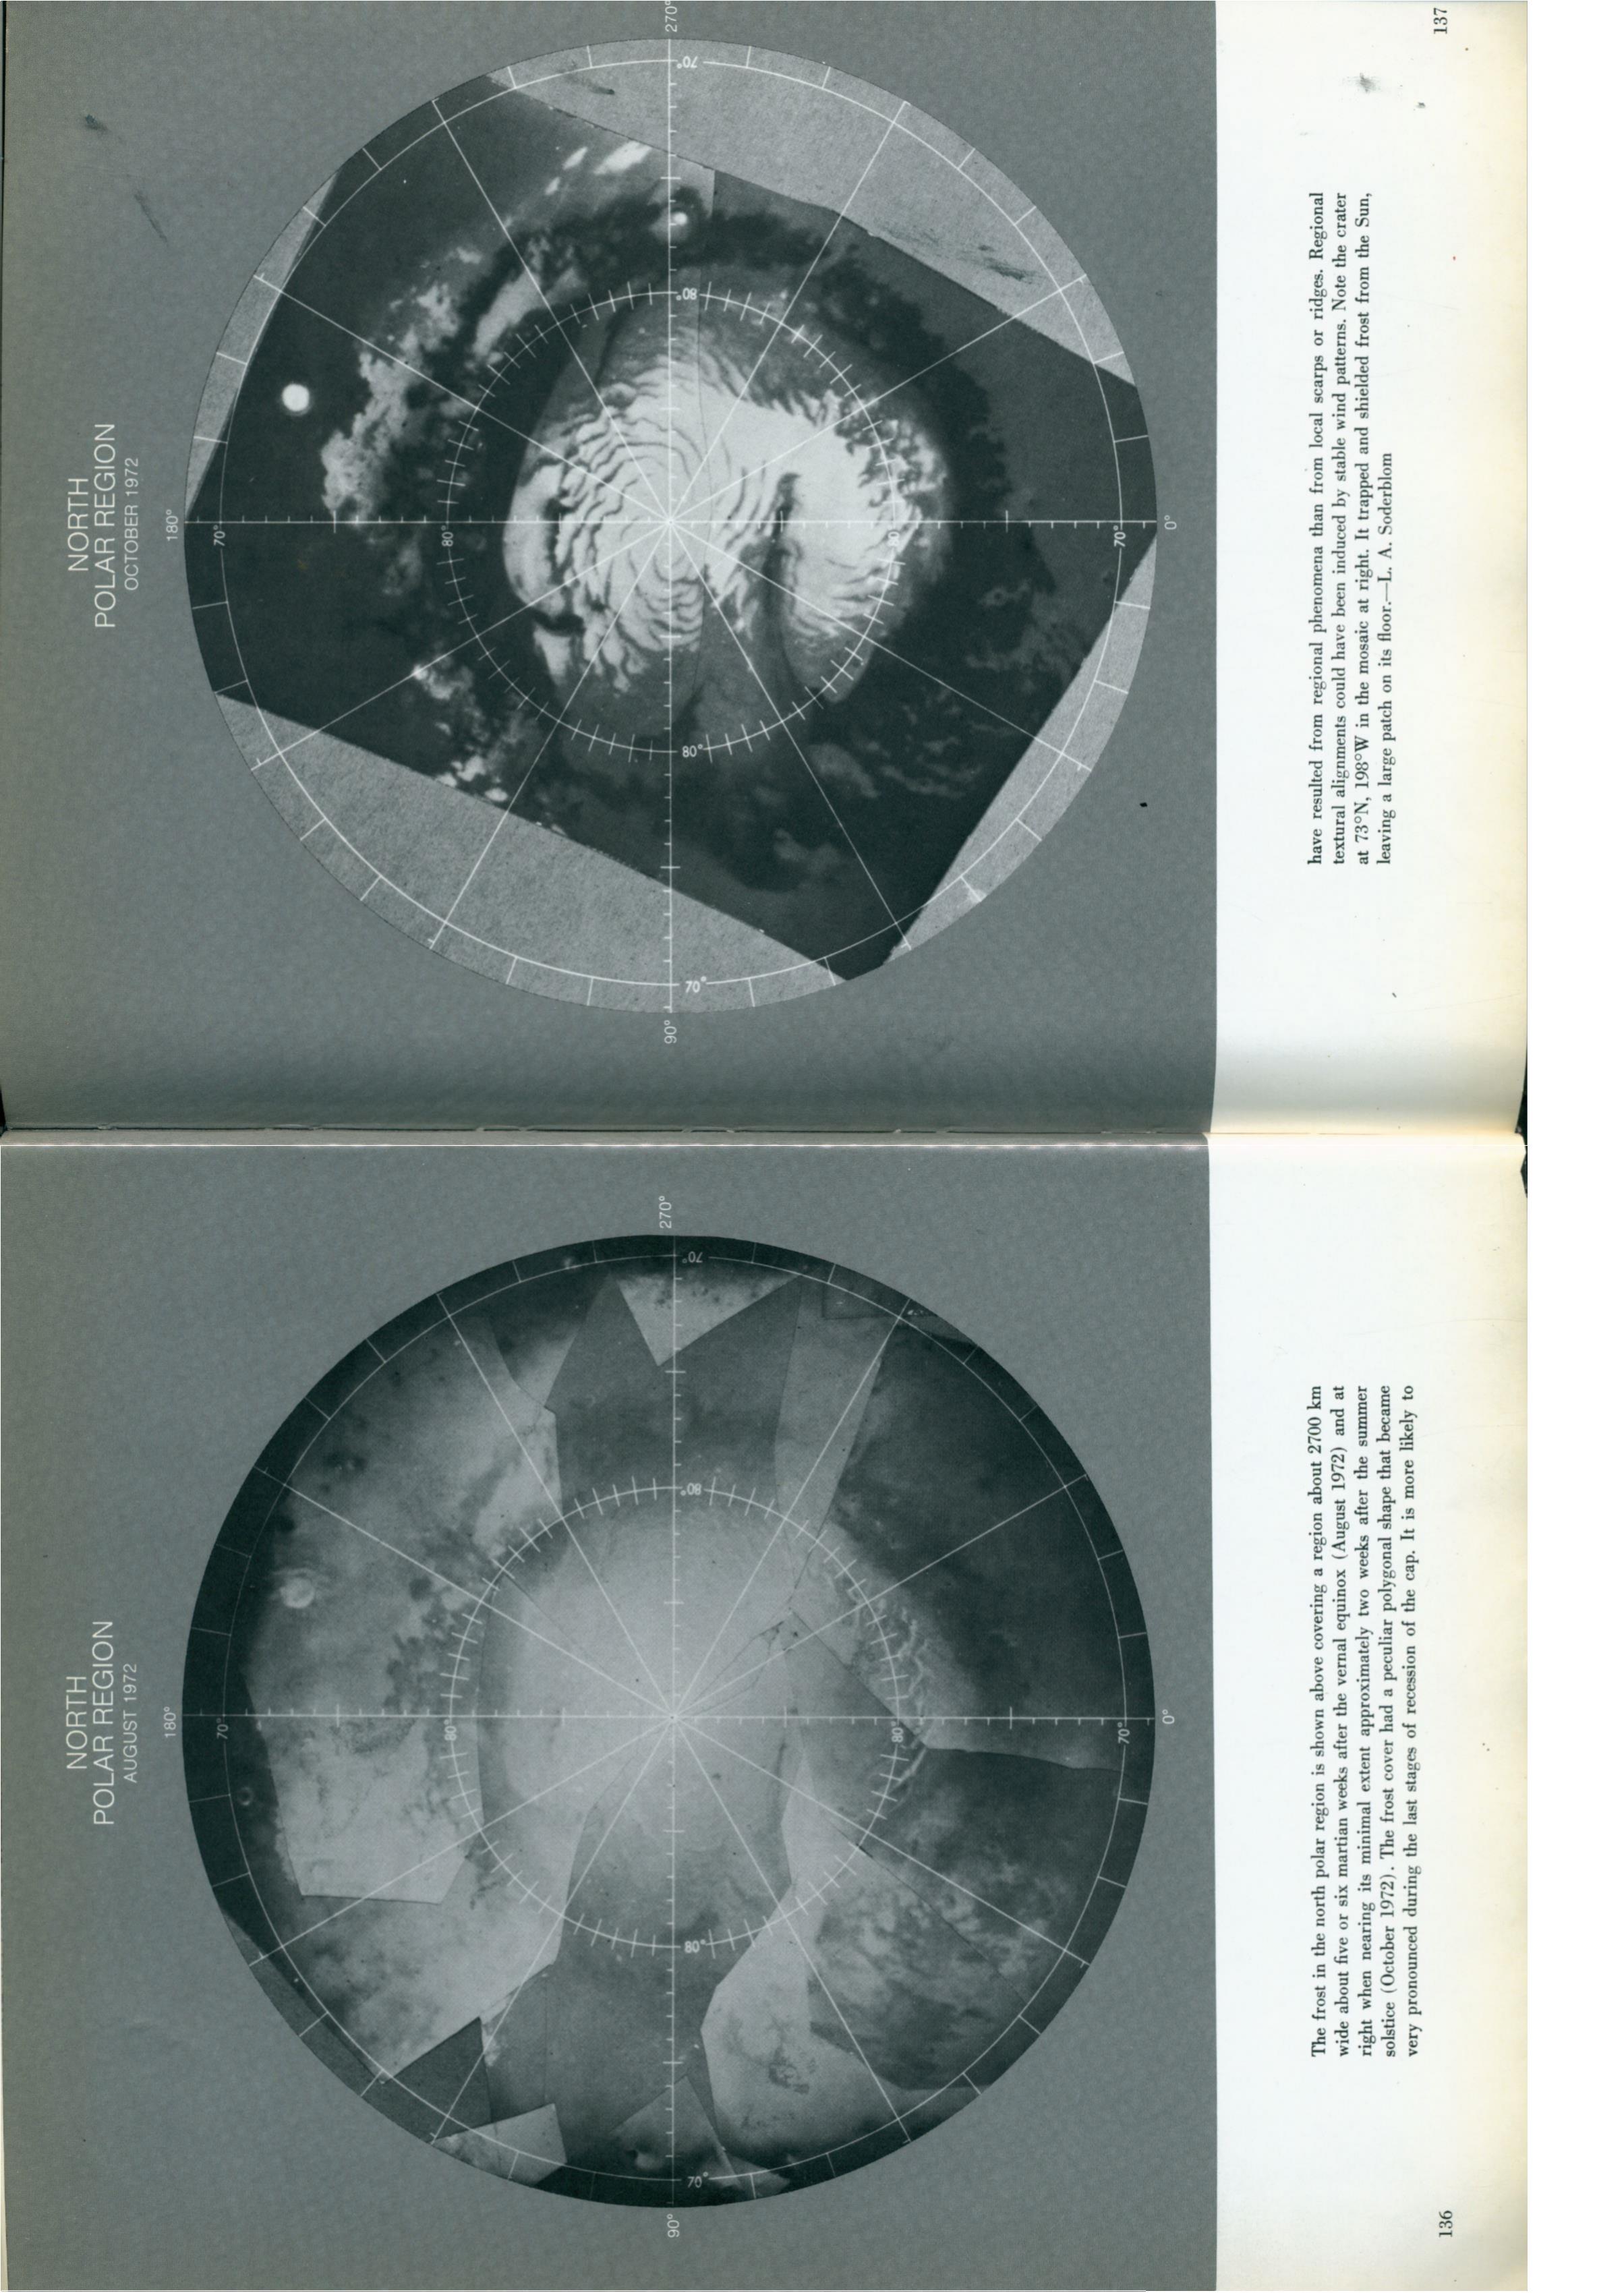 NORTH
POLAR REGION
AUGUST 1972
180°
70°
80°
90°
70°
80°
80°
70°
270°
80°
70°
0°
The frost in the north polar region is shown above covering a region about 2700 km
wide about five or six martian weeks after the vernal equinox (August 1972) and at
right when nearing its minimal extent approximately two weeks after the summer
solstice (October 1972). The frost cover had a peculiar polygonal shape that became
very pronounced during the last stages of recession of the cap. It is more likely to
136
NORTH
POLAR REGION
OCTOBER 1972
180°
70°
80°
90°
70°
80°
80°
70°
270°
80°
70°
0°
have resulted from regional phenomena than from local scarps or ridges. Regional
textural alignments could have been induced by stable wind patterns. Note the crater
at 73°N, 198°W in the mosaic at right. It trapped and shielded frost from the Sun,
leaving a large patch on its floor.—L. A. Soderblom
137